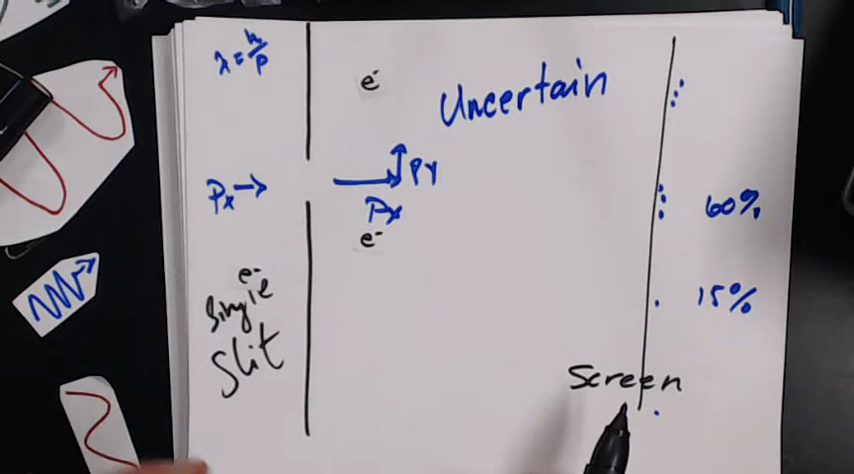 λ = h/p
e⁻
Uncertain
Px →
Px
Py
e⁻
60%
e⁻
Single
Slit
15%
Screen